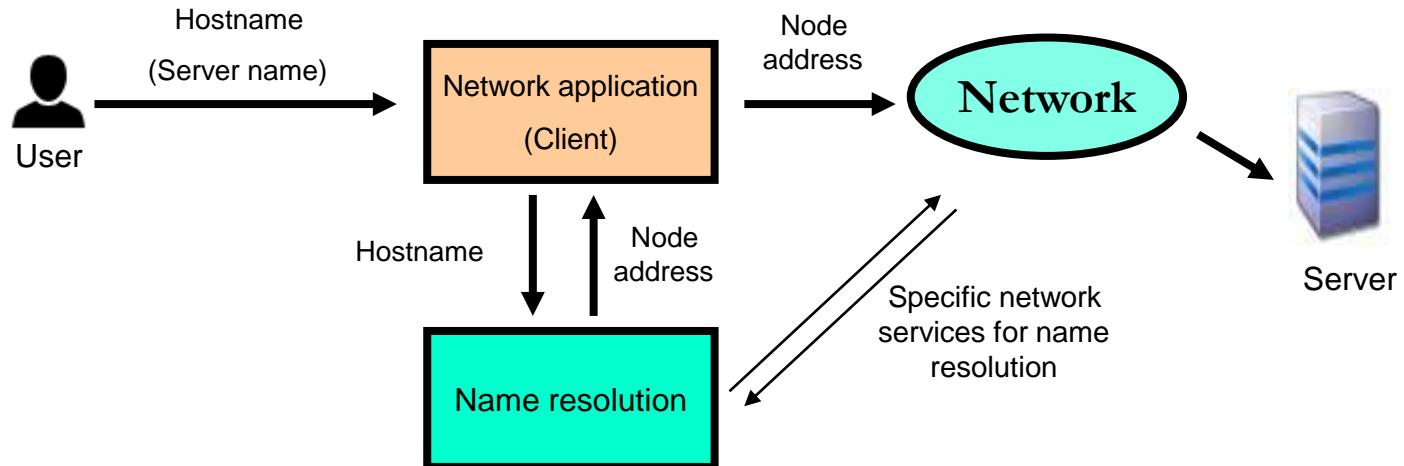 Hostname
(Server name)
User
Network application
(Client)
Node
address
Network
Server
Hostname
Node
address
Specific network
services for name
resolution
Name resolution